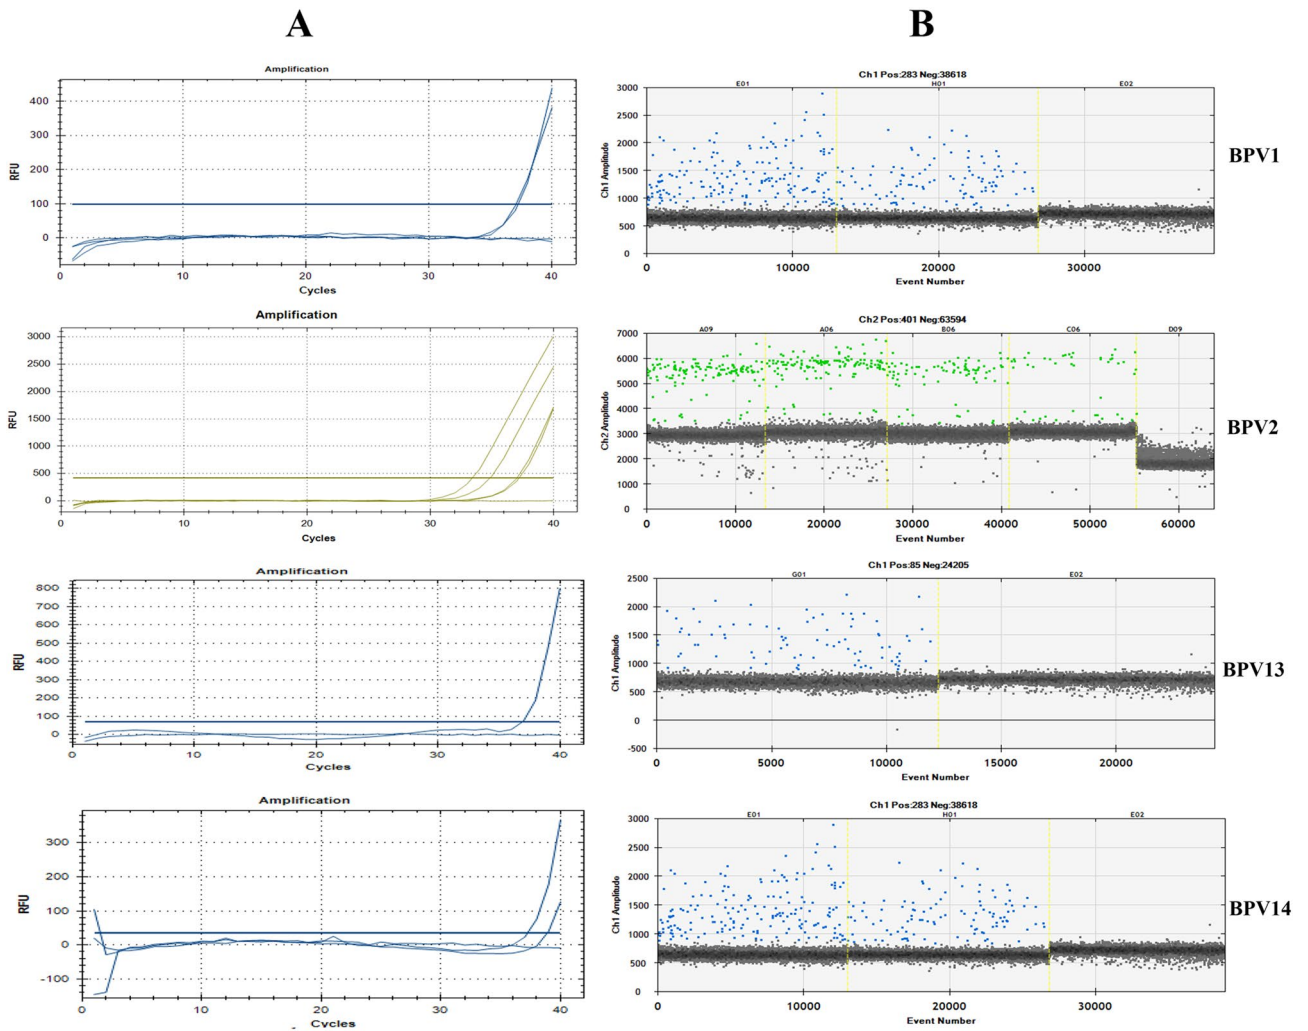 A
B
Amplification
RFU
400
300
200
100
0
0
10
20
30
40
Cycles
Ch1 Pos:283 Neg:38618
E01
H01
E02
Ch1 Amplitude
3000
2500
2000
1500
1000
500
0
0
10000
20000
30000
Event Number
BPV1
Amplification
RFU
3000
2500
2000
1500
1000
500
0
0
10
20
30
40
Cycles
Ch2 Pos:401 Neg:63594
A09
A06
B06
C06
D09
Ch2 Amplitude
7000
6000
5000
4000
3000
2000
1000
0
0
10000
20000
30000
40000
50000
60000
Event Number
BPV2
Amplification
RFU
800
700
600
500
400
300
200
100
0
0
10
20
30
40
Cycles
Ch1 Pos:85 Neg:24205
G01
E02
Ch1 Amplitude
2500
2000
1500
1000
500
0
-500
0
5000
10000
15000
20000
Event Number
BPV13
Amplification
RFU
300
200
100
0
-100
0
10
20
30
40
Cycles
Ch1 Pos:283 Neg:38618
E01
H01
E02
Ch1 Amplitude
3000
2500
2000
1500
1000
500
0
0
10000
20000
30000
Event Number
BPV14